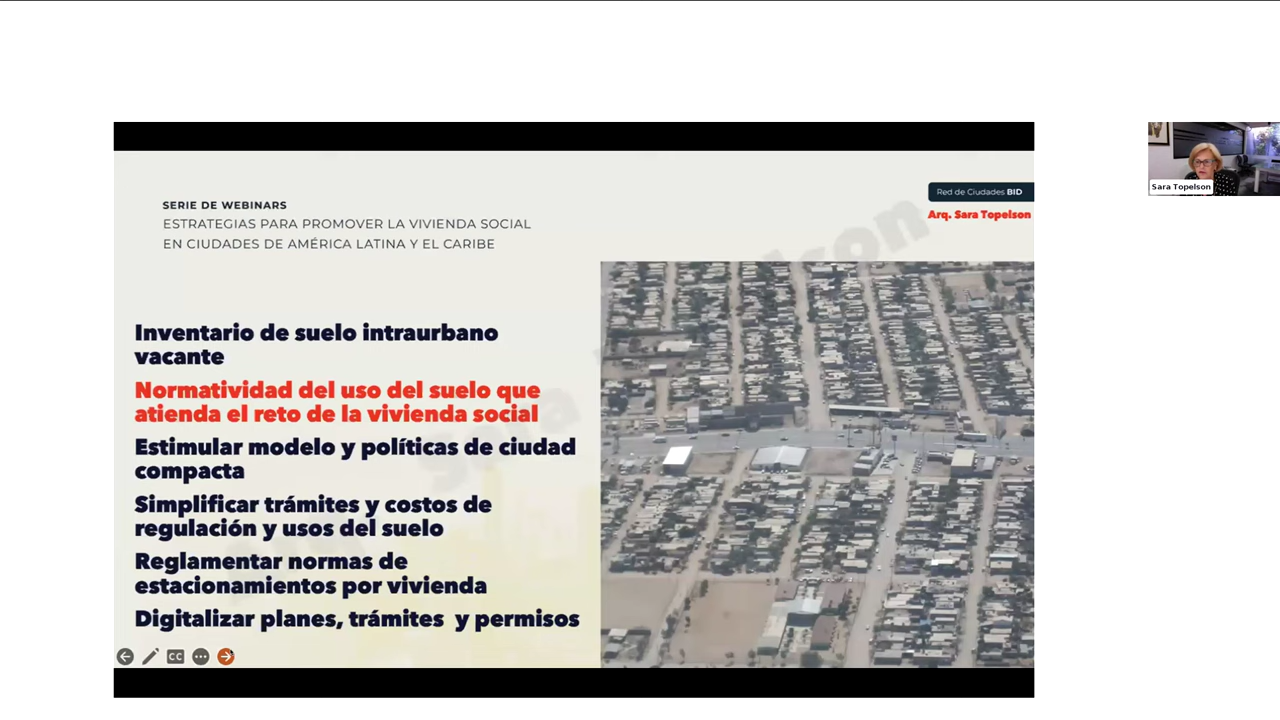 SERIE DE WEBINARS
ESTRATEGIAS PARA PROMOVER LA VIVIENDA SOCIAL
EN CIUDADES DE AMÉRICA LATINA Y EL CARIBE
Red de Ciudades BID
Arq. Sara Topelson
Sara Topelson
Inventario de suelo intraurbano
vacante
Normatividad del uso del suelo que
atienda el reto de la vivienda social
Estimular modelo y políticas de ciudad
compacta
Simplificar trámites y costos de
regulación y usos del suelo
Reglamentar normas de
estacionamientos por vivienda
Digitalizar planes, trámites y permisos
CC